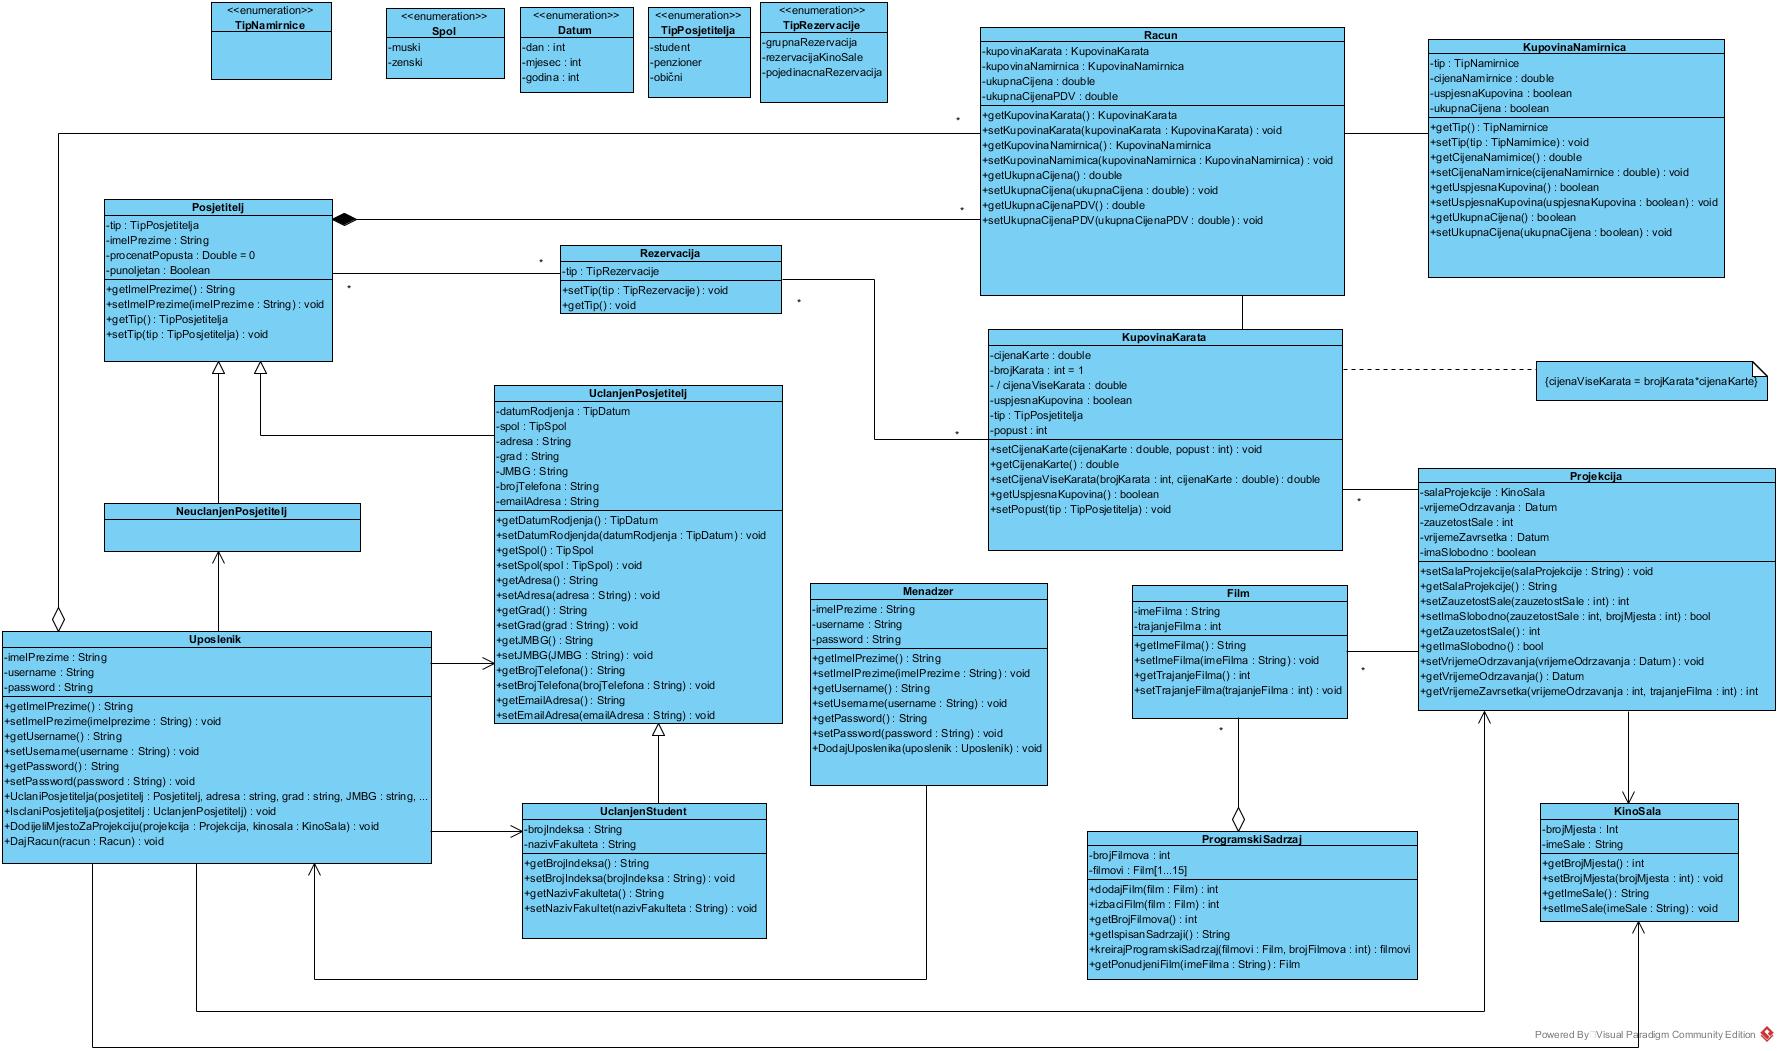 <<enumeration>>
TipNamirnice
<<enumeration>>
Spol
-muski
-zenski
<<enumeration>>
Datum
-dan : int
-mjesec : int
-godina : int
<<enumeration>>
TipPosjetitelja
-student
-penzioner
-obični
<<enumeration>>
TipRezervacije
-grupnaRezervacija
-rezervacijaKinoSale
-pojedinacnaRezervacija
Racun
-kupovinaKarata : KupovinaKarata
-kupovinaNamirnica : KupovinaNamirnica
-ukupnaCijena : double
-ukupnaCijenaPDV : double
+getKupovinaKarata() : KupovinaKarata
+setKupovinaKarata(kupovinaKarata : KupovinaKarata) : void
+getKupovinaNamirnica() : KupovinaNamirnica
+setKupovinaNamirnica(kupovinaNamirnica : KupovinaNamirnica) : void
+getUkupnaCijena() : double
+setUkupnaCijena(ukupnaCijena : double) : void
+getUkupnaCijenaPDV() : double
+setUkupnaCijenaPDV(ukupnaCijenaPDV : double) : void
KupovinaNamirnica
-tip : TipNamirnice
-cijenaNamirnice : double
-uspjesnaKupovina : boolean
-ukupnaCijena : boolean
+getTip() : TipNamirnice
+setTip(tip : TipNamirnice) : void
+getCijenaNamirnice() : double
+setCijenaNamirnice(cijenaNamirnice : double) : void
+getUspjesnaKupovina() : boolean
+setUspjesnaKupovina(uspjesnaKupovina : boolean) : void
+getUkupnaCijena() : boolean
+setUkupnaCijena(ukupnaCijena : boolean) : void
*
*
Posjetitelj
-tip : TipPosjetitelja
-imeIPrezime : String
-procenatPopusta : Double = 0
-punoljetan : Boolean
+getImeIPrezime() : String
+setImeIPrezime(imeIPrezime : String) : void
+getTip() : TipPosjetitelja
+setTip(tip : TipPosjetitelja) : void
*
*
Rezervacija
-tip : TipRezervacije
+setTip(tip : TipRezervacije) : void
+getTip() : void
*
*
KupovinaKarata
-cijenaKarte : double
-brojKarata : int = 1
- / cijenaViseKarata : double
-uspjesnaKupovina : boolean
-tip : TipPosjetitelja
-popust : int
+setCijenaKarte(cijenaKarte : double, popust : int) : void
+getCijenaKarte() : double
+setCijenaViseKarata(brojKarata : int, cijenaKarte : double) : double
+getUspjesnaKupovina() : boolean
+setPopust(tip : TipPosjetitelja) : void
{cijenaViseKarata = brojKarata*cijenaKarte}
UclanjenPosjetitelj
-datumRodjenja : TipDatum
-spol : TipSpol
-adresa : String
-grad : String
-JMBG : String
-brojTelefona : String
-emailAdresa : String
+getDatumRodjenja() : TipDatum
+setDatumRodjenjda(datumRodjenja : TipDatum) : void
+getSpol() : TipSpol
+setSpol(spol : TipSpol) : void
+getAdresa() : String
+setAdresa(adresa : String) : void
+getGrad() : String
+setGrad(grad : String) : void
+getJMBG() : String
+setJMBG(JMBG : String) : void
+getBrojTelefona() : String
+setBrojTelefona(brojTelefona : String) : void
+getEmailAdresa() : String
+setEmailAdresa(emailAdresa : String) : void
NeuclanjenPosjetitelj
*
Projekcija
-salaProjekcije : KinoSala
-vrijemeOdrzavanja : Datum
-zauzetostSale : int
-vrijemeZavrsetka : Datum
-imaSlobodno : boolean
+setSalaProjekcije(salaProjekcije : String) : void
+getSalaProjekcije() : String
+setZauzetostSale(zauzetostSale : int) : int
+setImaSlobodno(zauzetostSale : int, brojMjesta : int) : bool
+getZauzetostSale() : int
+getImaSlobodno() : bool
+setVrijemeOdrzavanja(vrijemeOdrzavanja : Datum) : void
+getVrijemeOdrzavanja() : Datum
+getVrijemeZavrsetka(vrijemeOdrzavanja : int, trajanjeFilma : int) : int
Menadzer
-imeIPrezime : String
-username : String
-password : String
+getImeIPrezime() : String
+setImeIPrezime(imeIPrezime : String) : void
+getUsername() : String
+setUsername(username : String) : void
+getPassword() : String
+setPassword(password : String) : void
+DodajUposlenika(uposlenik : Uposlenik) : void
Film
-imeFilma : String
-trajanjeFilma : int
+getImeFilma() : String
+setImeFilma(imeFilma : String) : void
+getTrajanjeFilma() : int
+setTrajanjeFilma(trajanjeFilma : int) : void
*
*
Uposlenik
-imeIPrezime : String
-username : String
-password : String
+getImeIPrezime() : String
+setImeIPrezime(imeIprezime : String) : void
+getUsername() : String
+setUsername(username : String) : void
+getPassword() : String
+setPassword(password : String) : void
+UclaniPosjetitelja(posjetitelj : Posjetitelj, adresa : string, grad : string, JMBG : string, ...
+IsclaniPosjetitelja(posjetitelj : UclanjenPosjetitelj) : void
+DodijeliMjestoZaProjekciju(projekcija : Projekcija, kinosala : KinoSala) : void
+DajRacun(racun : Racun) : void
UclanjenStudent
-brojIndeksa : String
-nazivFakulteta : String
+getBrojIndeksa() : String
+setBrojIndeksa(brojIndeksa : String) : void
+getNazivFakulteta() : String
+setNazivFakultet(nazivFakulteta : String) : void
ProgramskiSadrzaj
-brojFilmova : int
-filmovi : Film[1...15]
+dodajFilm(film : Film) : int
+izbaciFilm(film : Film) : int
+getBrojFilmova() : int
+getIspisanSadrzaji() : String
+kreirajProgramskiSadrzaj(filmovi : Film, brojFilmova : int) : filmovi
+getPonudjeniFilm(imeFilma : String) : Film
KinoSala
-brojMjesta : Int
-imeSale : String
+getBrojMjesta() : int
+setBrojMjesta(brojMjesta : int) : void
+getImeSale() : String
+setImeSale(imeSale : String) : void
Powered By Visual Paradigm Community Edition